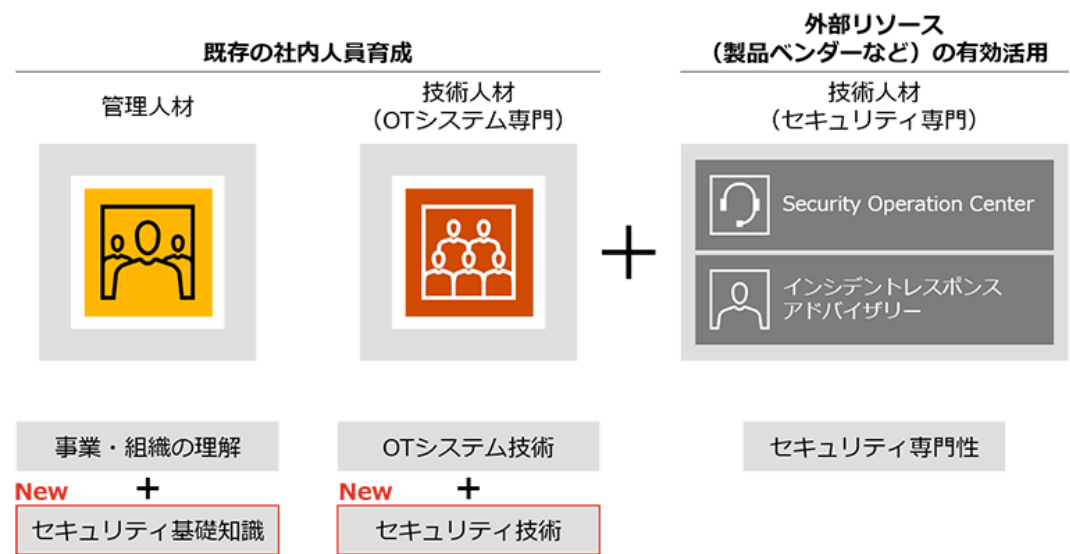 既存の社内人員育成
外部リソース
（製品ベンダーなど）の有効活用
管理人材
技術人材
（OTシステム専門）
技術人材
（セキュリティ専門）
Security Operation Center
インシデントレスポンス
アドバイザリー
事業・組織の理解
New +
セキュリティ基礎知識
OTシステム技術
New +
セキュリティ技術
+
セキュリティ専門性